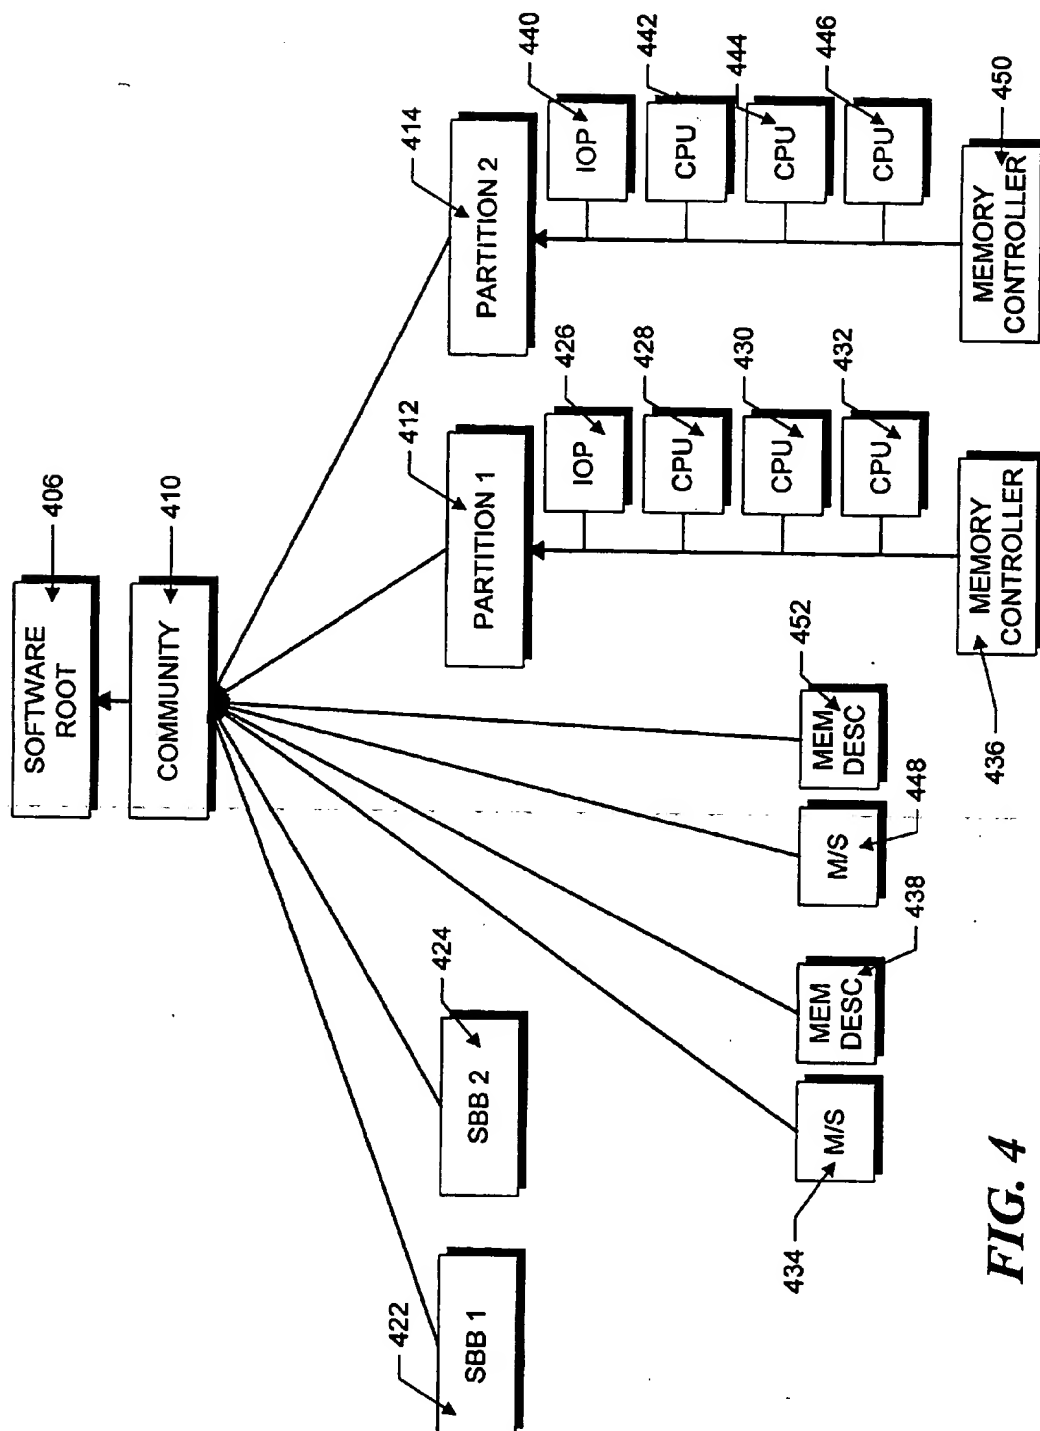 SOFTWARE
ROOT
406
COMMUNITY
410
422
SBB 1
424
SBB 2
412
PARTITION 1
414
PARTITION 2
426
IOP
440
IOP
428
CPU
442
CPU
430
CPU
444
CPU
432
CPU
446
CPU
434
M/S
438
MEM
DESC
448
M/S
452
MEM
DESC
436
MEMORY
CONTROLLER
450
MEMORY
CONTROLLER
FIG. 4